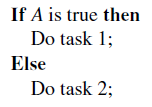 If A is true then
Do task 1;
Else
Do task 2;